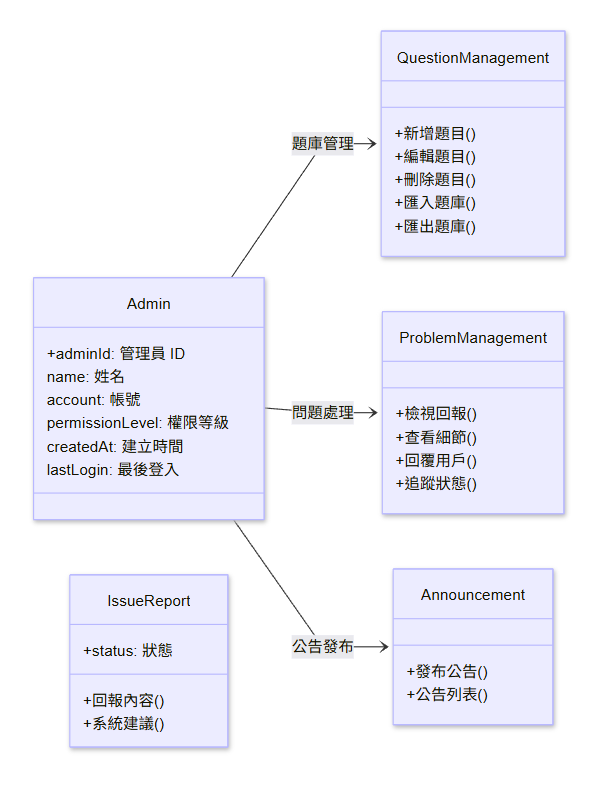 QuestionManagement
+新增題目()
+編輯題目()
+刪除題目()
+匯入題庫()
+匯出題庫()
題庫管理
Admin
+adminId: 管理員 ID
name: 姓名
account: 帳號
permissionLevel: 權限等級
createdAt: 建立時間
lastLogin: 最後登入
ProblemManagement
+檢視回報()
+查看細節()
+回覆用戶()
+追蹤狀態()
問題處理
IssueReport
+status: 狀態
+回報內容()
+系統建議()
公告發布
Announcement
+發布公告()
+公告列表()